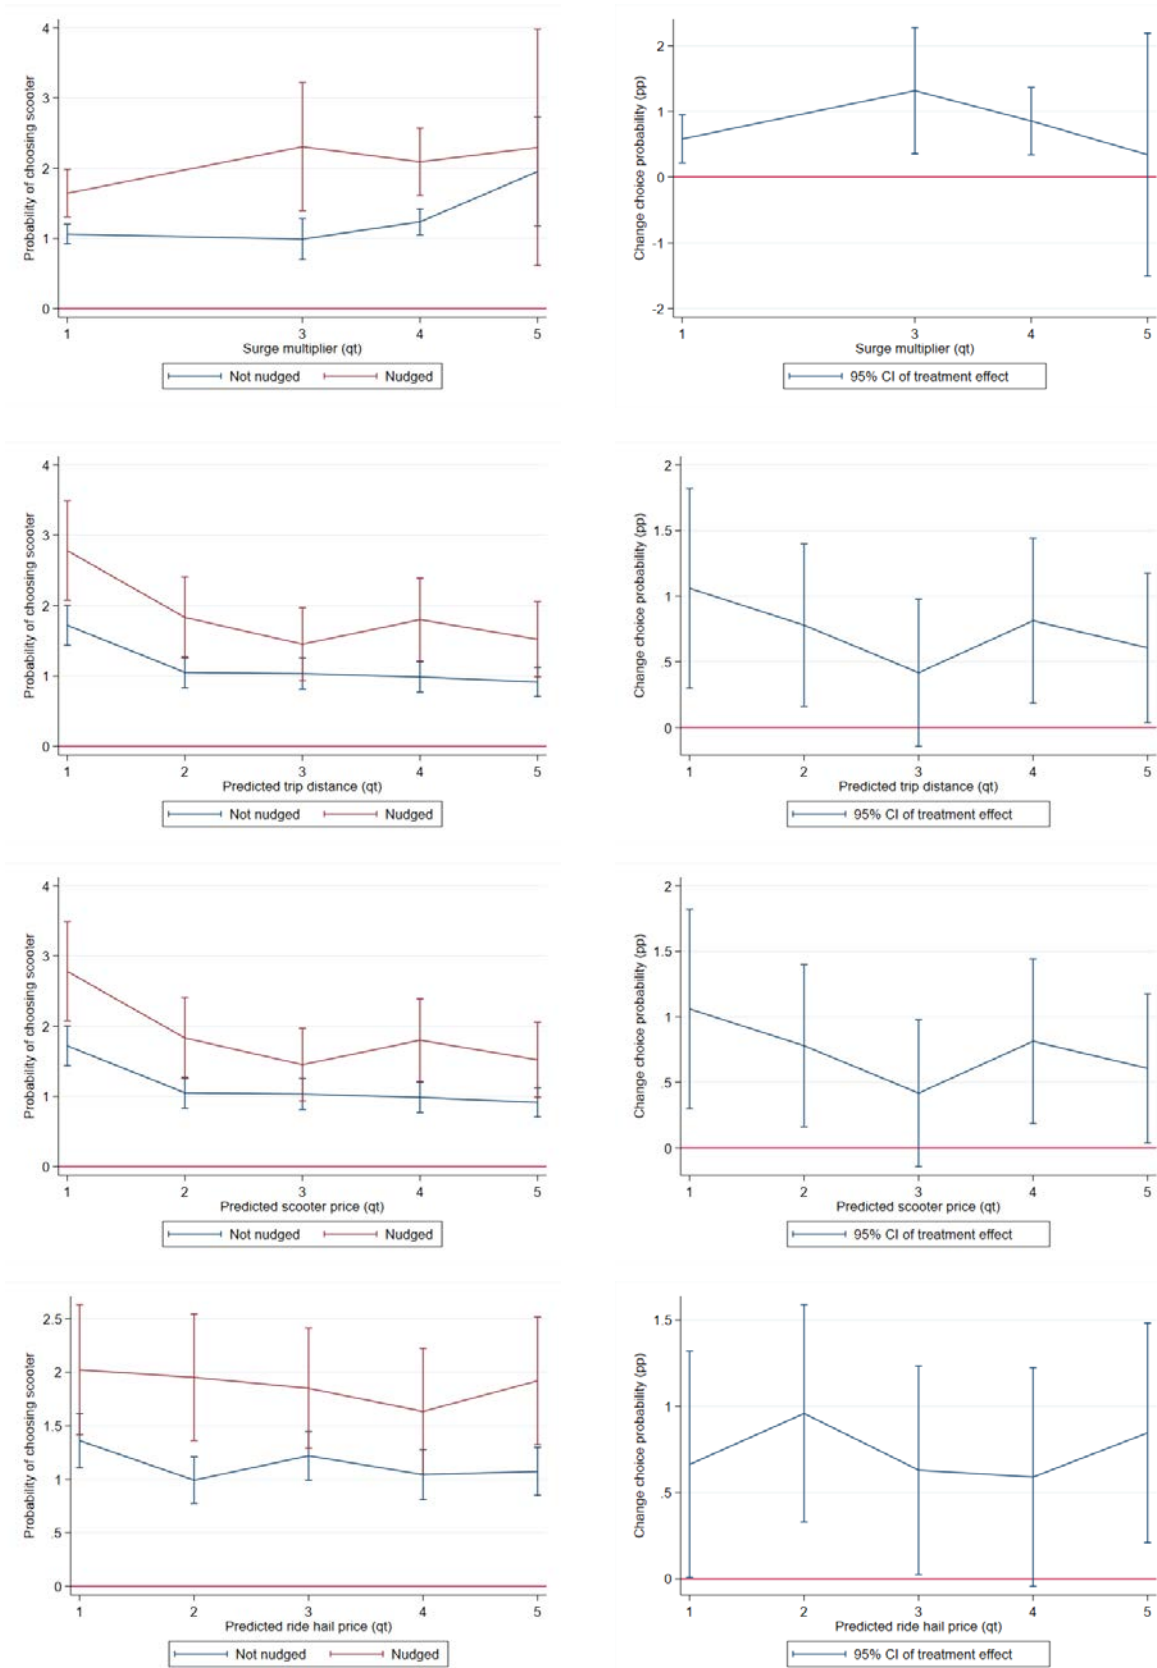 Probability of choosing scooter
4
3
2
1
0
1 3 4 5
Surge multiplier (qt)
Not nudged Nudged
Change choice probability (pp)
2
1
0
-1
-2
1 3 4 5
Surge multiplier (qt)
95% CI of treatment effect
Probability of choosing scooter
4
3
2
1
0
1 2 3 4 5
Predicted trip distance (qt)
Not nudged Nudged
Change choice probability (pp)
2
1.5
1
.5
0
1 2 3 4 5
Predicted trip distance (qt)
95% CI of treatment effect
Probability of choosing scooter
4
3
2
1
0
1 2 3 4 5
Predicted scooter price (qt)
Not nudged Nudged
Change choice probability (pp)
2
1.5
1
.5
0
1 2 3 4 5
Predicted scooter price (qt)
95% CI of treatment effect
Probability of choosing scooter
2.5
2
1.5
1
.5
0
1 2 3 4 5
Predicted ride hail price (qt)
Not nudged Nudged
Change choice probability (pp)
1.5
1
.5
0
1 2 3 4 5
Predicted ride hail price (qt)
95% CI of treatment effect